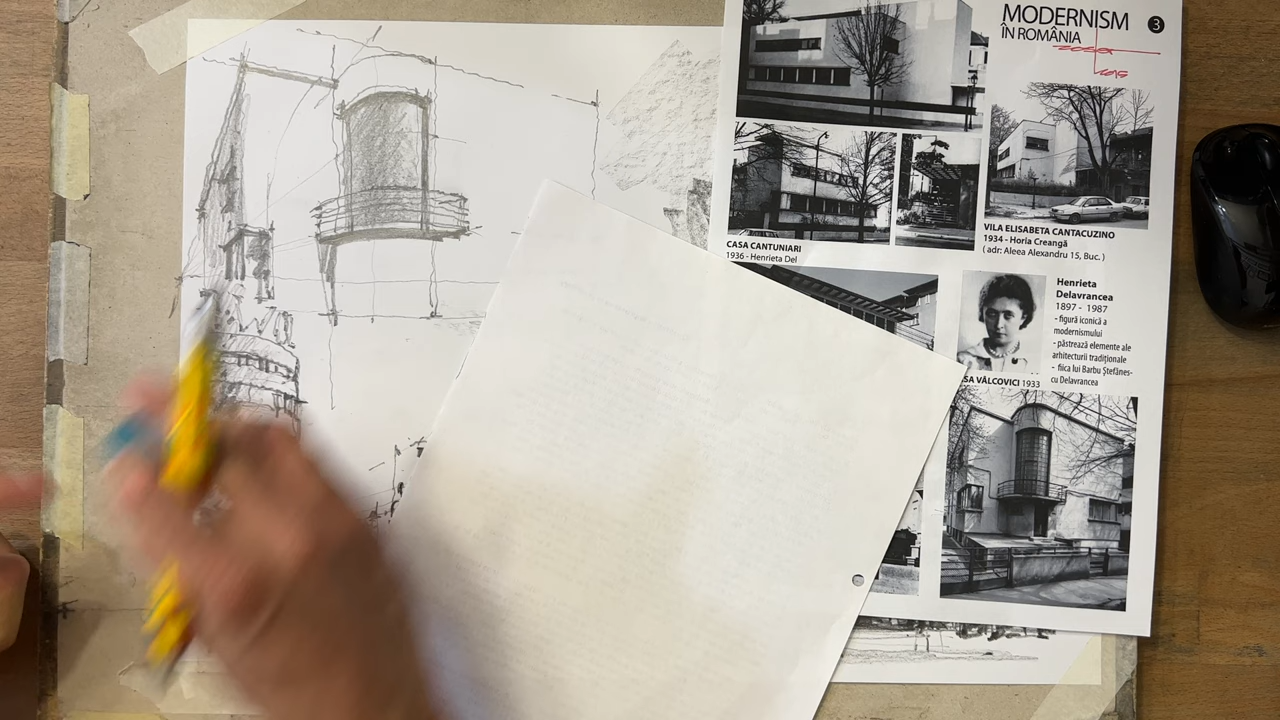 MODERNISM
ÎN ROMÂNIA
3
VILA ELISABETA CANTACUZINO
1934 - Horia Creangă
( adr: Aleea Alexandru 15, Buc. )
CASA CANTUNIARI
1936 - Henrieta Del
Henrieta
Delavrancea
1897 - 1987
- figură iconică a
modernismului
- păstrează elemente ale
arhitecturii tradiționale
- fiica lui Barbu Ștefănes-
cu Delavrancea
SA VÂLCOVICI 1933